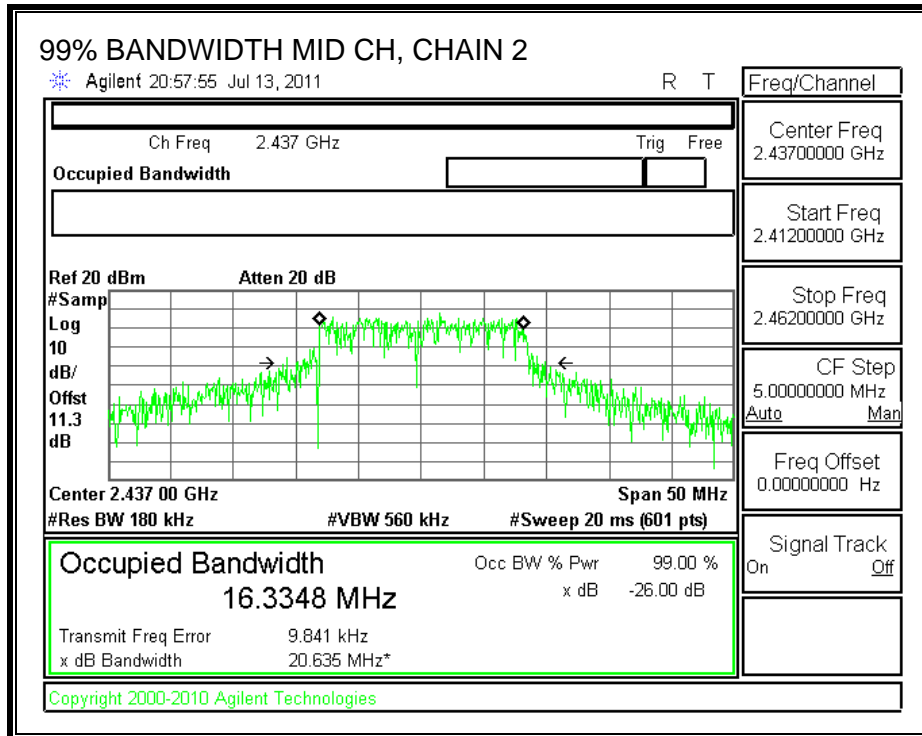 99% BANDWIDTH MID CH, CHAIN 2
Agilent 20:57:55 Jul 13, 2011 R T
Freq/Channel
Ch Freq 2.437 GHz Trig Free
Occupied Bandwidth
Center Freq
2.43700000 GHz
Start Freq
2.41200000 GHz
Stop Freq
2.46200000 GHz
CF Step
5.00000000 MHz
Auto Man
Freq Offset
0.00000000 Hz
Signal Track
On Off
Ref 20 dBm Atten 20 dB
#Samp
Log
10
dB/
Offst
11.3
dB
Center 2.437 00 GHz Span 50 MHz
#Res BW 180 kHz #VBW 560 kHz #Sweep 20 ms (601 pts)
Occupied Bandwidth Occ BW % Pwr 99.00 %
16.3348 MHz x dB -26.00 dB
Transmit Freq Error 9.841 kHz
x dB Bandwidth 20.635 MHz*
Copyright 2000-2010 Agilent Technologies